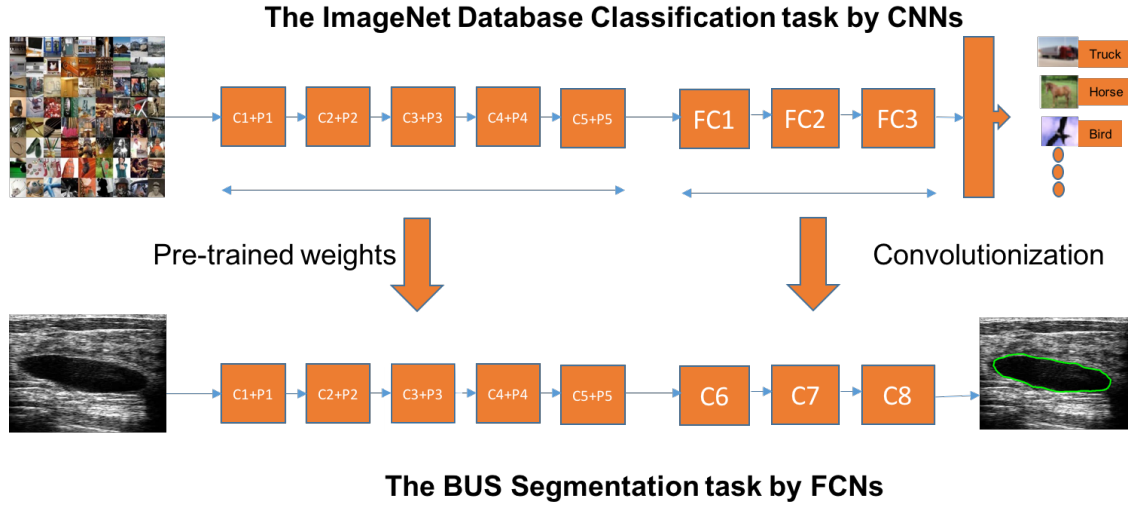 The ImageNet Database Classification task by CNNs
C1+P1 C2+P2 C3+P3 C4+P4 C5+P5 FC1 FC2 FC3
Truck
Horse
Bird
Pre-trained weights
Convolutionization
C1+P1 C2+P2 C3+P3 C4+P4 C5+P5 C6 C7 C8
The BUS Segmentation task by FCNs